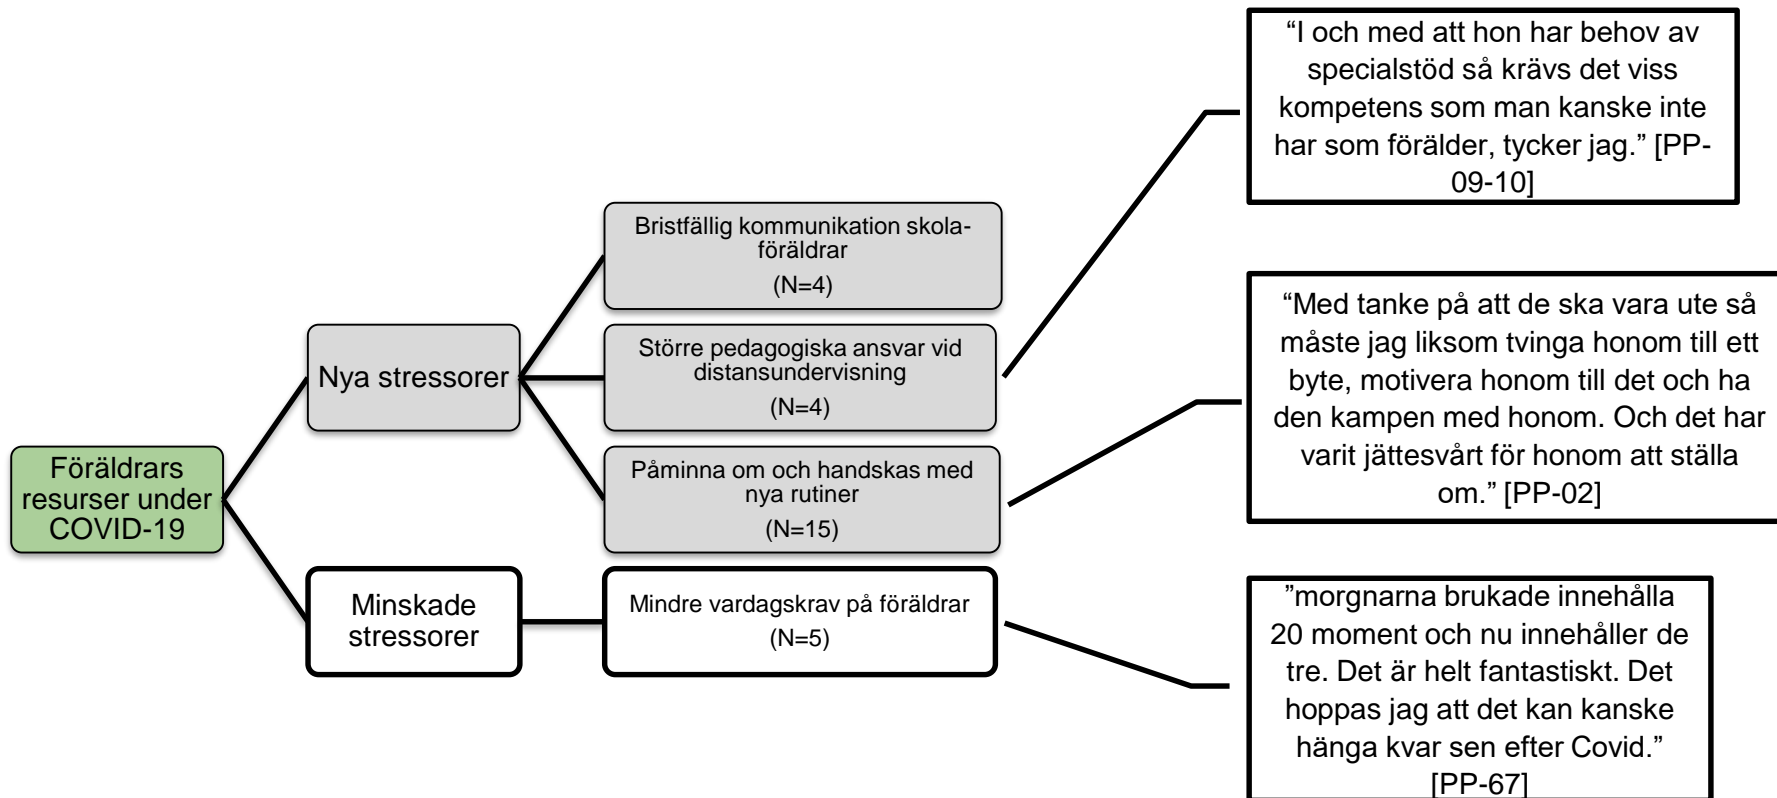 Föräldrars
resurser under
COVID-19
Nya stressorer
Minskade
stressorer
Bristfällig kommunikation skola-
föräldrar
(N=4)
Större pedagogiska ansvar vid
distansundervisning
(N=4)
Påminna om och handskas med
nya rutiner
(N=15)
Mindre vardagskrav på föräldrar
(N=5)
“I och med att hon har behov av
specialstöd så krävs det viss
kompetens som man kanske inte
har som förälder, tycker jag.” [PP-
09-10]
“Med tanke på att de ska vara ute så
måste jag liksom tvinga honom till ett
byte, motivera honom till det och ha
den kampen med honom. Och det har
varit jättesvårt för honom att ställa
om.” [PP-02]
”morgnarna brukade innehålla
20 moment och nu innehåller de
tre. Det är helt fantastiskt. Det
hoppas jag att det kan kanske
hänga kvar sen efter Covid.”
[PP-67]